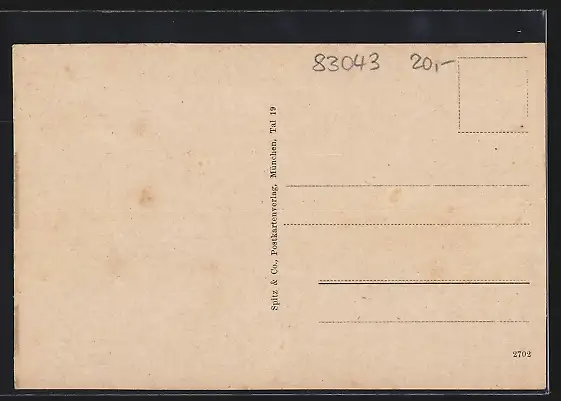 83043 20,-
Spitz & Co., Postkartenverlag, München, Tal 19
2702